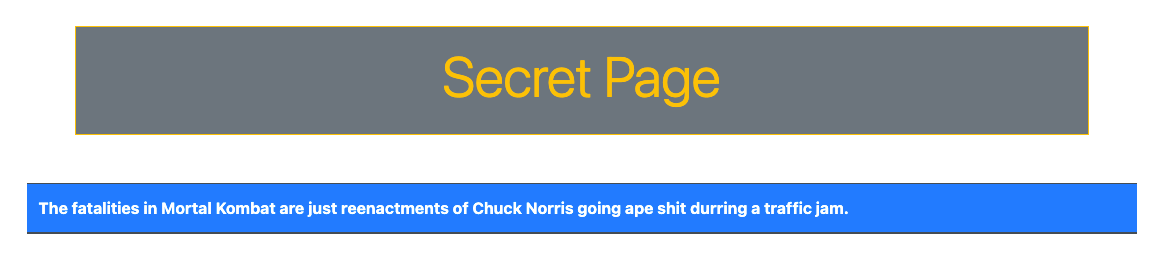 Secret Page
The fatalities in Mortal Kombat are just reenactments of Chuck Norris going ape shit durring a traffic jam.